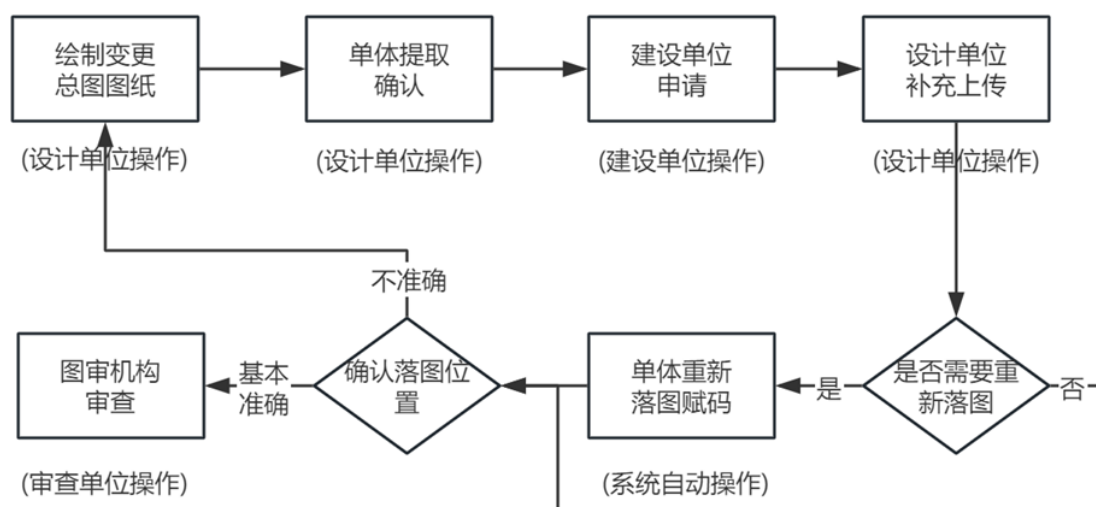 绘制变更
总图图纸
单体提取
确认
建设单位
申请
设计单位
补充上传
(设计单位操作)
(设计单位操作)
(建设单位操作)
(设计单位操作)
不准确
图审机构
审查
基本
准确
确认落图位
置
单体重新
落图赋码
是
是否需要重
新落图
否
(审查单位操作)
(系统自动操作)